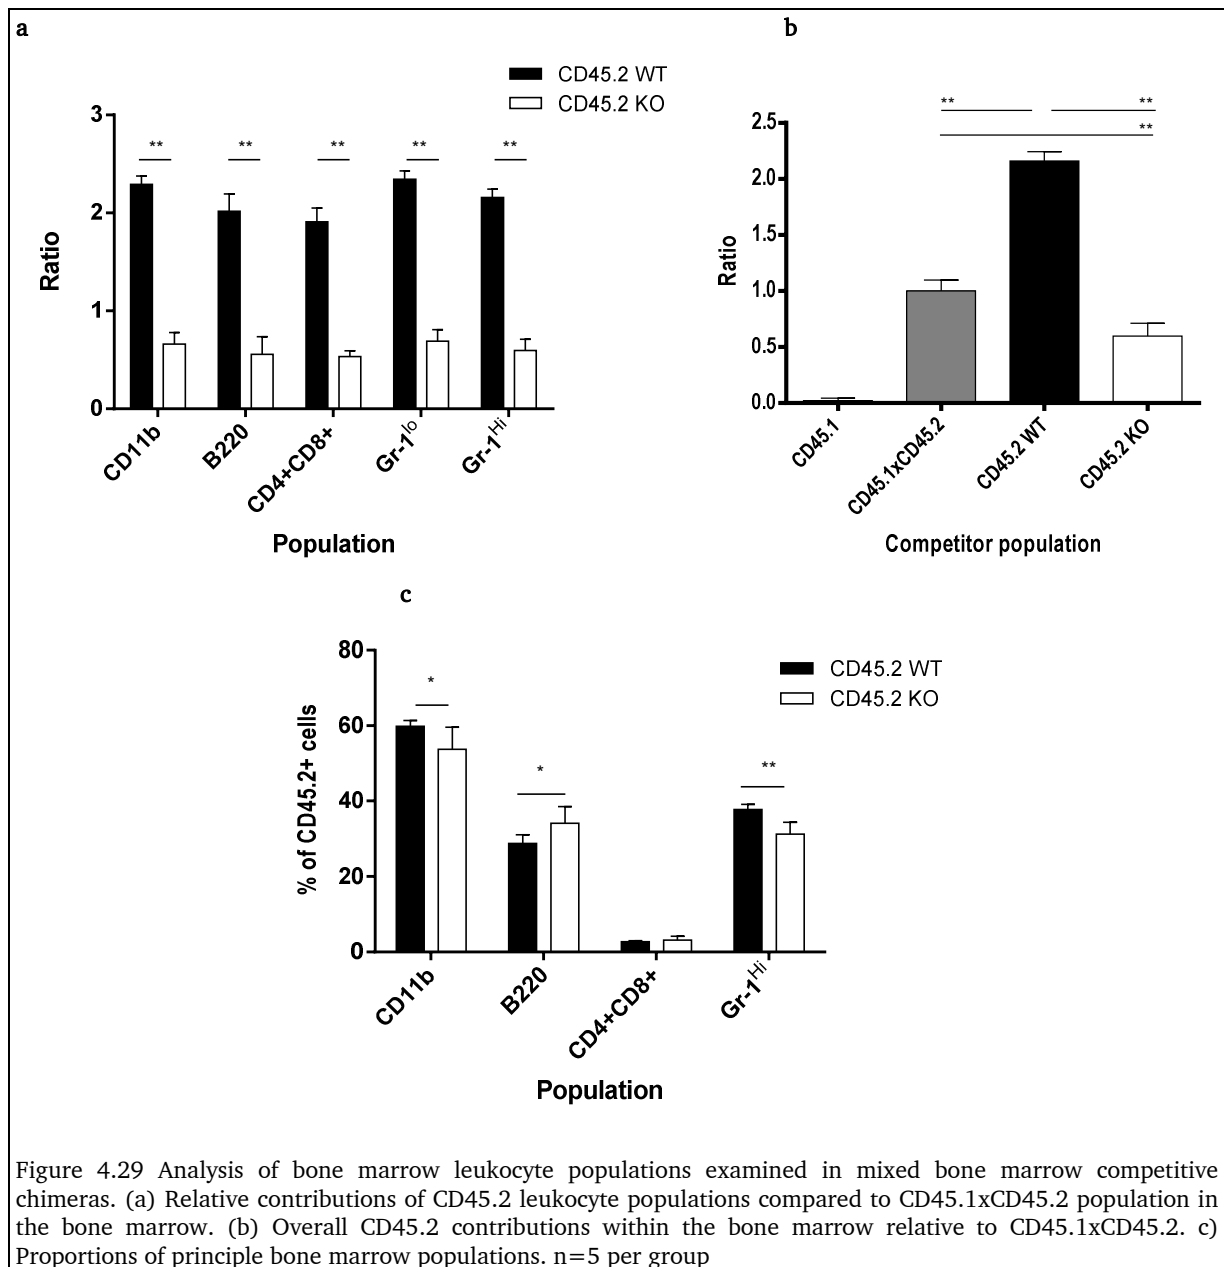 a
CD45.2 WT
CD45.2 KO
3
2
1
0
Ratio
**
**
**
**
**
CD11b
B220
CD4+CD8+
Gr-1lo
Gr-1Hi
Population
b
**
**
**
2.5
2.0
1.5
1.0
0.5
0.0
Ratio
CD45.1
CD45.1xCD45.2
CD45.2 WT
CD45.2 KO
Competitor population
c
CD45.2 WT
CD45.2 KO
80
60
40
20
0
% of CD45.2+ cells
*
*
**
CD11b
B220
CD4+CD8+
Gr-1Hi
Population
Figure 4.29 Analysis of bone marrow leukocyte populations examined in mixed bone marrow competitive
chimeras. (a) Relative contributions of CD45.2 leukocyte populations compared to CD45.1xCD45.2 population in
the bone marrow. (b) Overall CD45.2 contributions within the bone marrow relative to CD45.1xCD45.2. c)
Proportions of principle bone marrow populations. n=5 per group